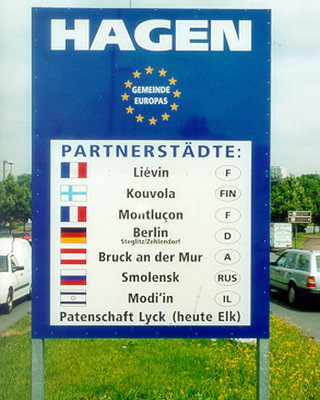 HAGEN
GEMEINDE
EUROPAS
PARTNERSTÄDTE:
Liévin F
Kouvola FIN
Montluçon F
Berlin D
Steglitz/Zehlendorf
Bruck an der Mur A
Smolensk RUS
Modi'in IL
Patenschaft Lyck (heute Elk)